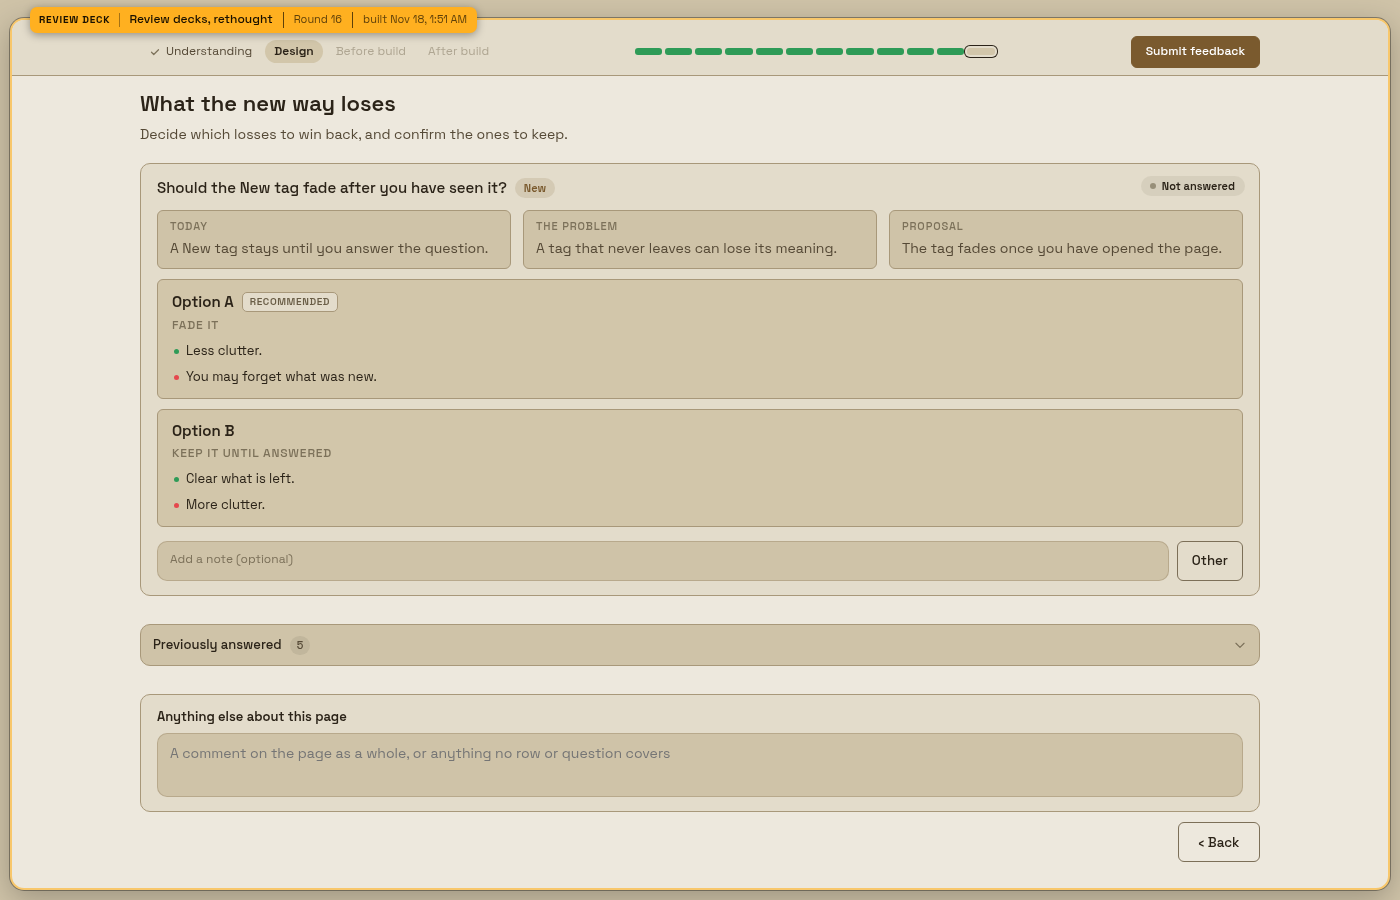 REVIEW DECK Review decks, rethought Round 16 built Nov 18, 1:51 AM
Understanding Design Before build After build Submit feedback
What the new way loses
Decide which losses to win back, and confirm the ones to keep.
Should the New tag fade after you have seen it? New Not answered
TODAY
A New tag stays until you answer the question.
THE PROBLEM
A tag that never leaves can lose its meaning.
PROPOSAL
The tag fades once you have opened the page.
Option A RECOMMENDED
FADE IT
Less clutter.
You may forget what was new.
Option B
KEEP IT UNTIL ANSWERED
Clear what is left.
More clutter.
Add a note (optional) Other
Previously answered 5
Anything else about this page
A comment on the page as a whole, or anything no row or question covers
‹ Back